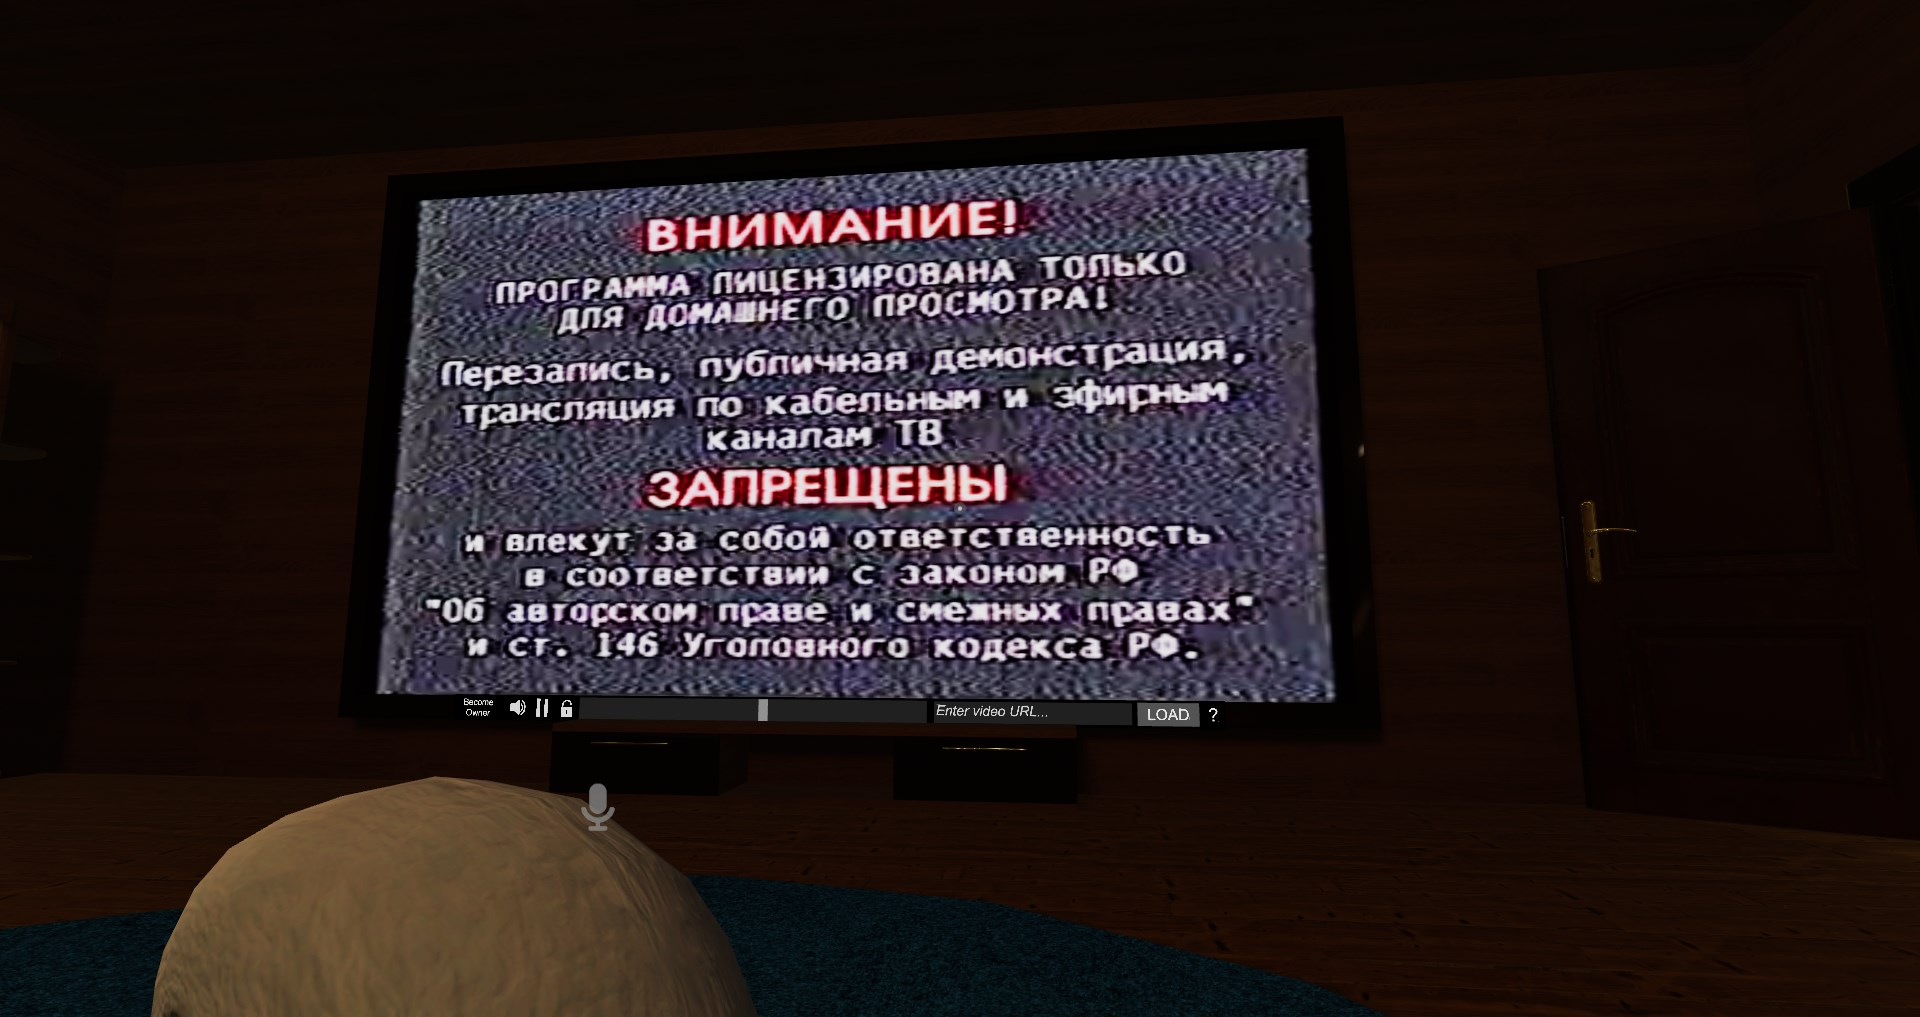 ВНИМАНИЕ!
ПРОГРАММА ЛИЦЕНЗИРОВАНА ТОЛЬКО
ДЛЯ ДОМАШНЕГО ПРОСМОТРА!
Перезапись, публичная демонстрация,
трансляция по кабельным и эфирным
каналам ТВ
ЗАПРЕЩЕНЫ
и влекут за собой ответственность
в соответствии с законом РФ
"Об авторском праве и смежных правах"
и ст. 146 Уголовного кодекса РФ.
Become
Owner
Enter video URL...
LOAD
?